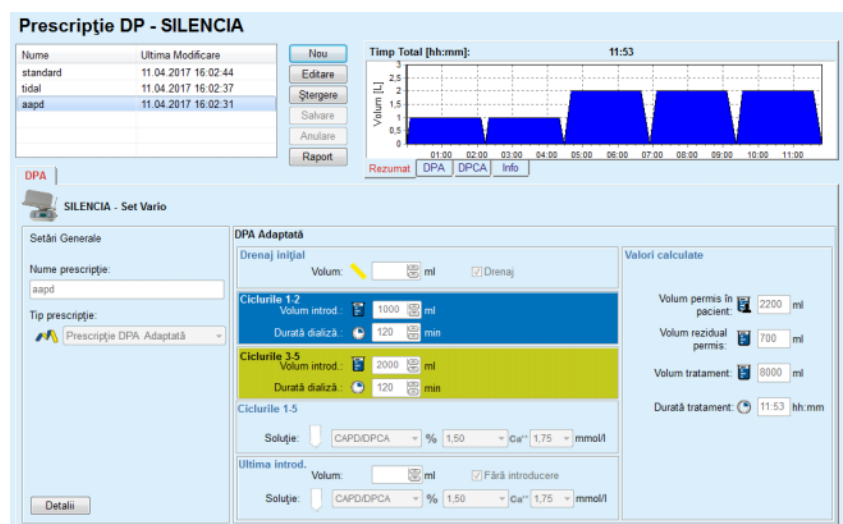 Prescripţie DP - SILENCIA
Nume Ultima Modificare
standard 11.04.2017 16:02:44
tidal 11.04.2017 16:02:37
aapd 11.04.2017 16:02:31
Nou
Editare
Ştergere
Salvare
Anulare
Raport
Timp Total [hh:mm]: 11:53
Volum [L]
3
2,5
2
1,5
1
0,5
0
01:00 02:00 03:00 04:00 05:00 06:00 07:00 08:00 09:00 10:00 11:00
Rezumat DPA DPCA Info
DPA
SILENCIA - Set Vario
Setări Generale
Nume prescripţie:
aapd
Tip prescripţie:
Prescripţie DPA Adaptată
Detalii
DPA Adaptată
Drenaj iniţial
Volum: ml Drenaj
Ciclurile 1-2
Volum introd.: 1000 ml
Durată dializă.: 120 min
Ciclurile 3-5
Volum introd.: 2000 ml
Durată dializă.: 120 min
Ciclurile 1-5
Soluţie: CAPD/DPCA % 1,50 Ca⁺⁺ 1,75 mmol/l
Ultima introd.
Volum: ml Fără introducere
Soluţie: CAPD/DPCA % 1,50 Ca⁺⁺ 1,75 mmol/l
Valori calculate
Volum permis în
pacient: 2200 ml
Volum rezidual
permis: 700 ml
Volum tratament: 8000 ml
Durată tratament: 11:53 hh:mm